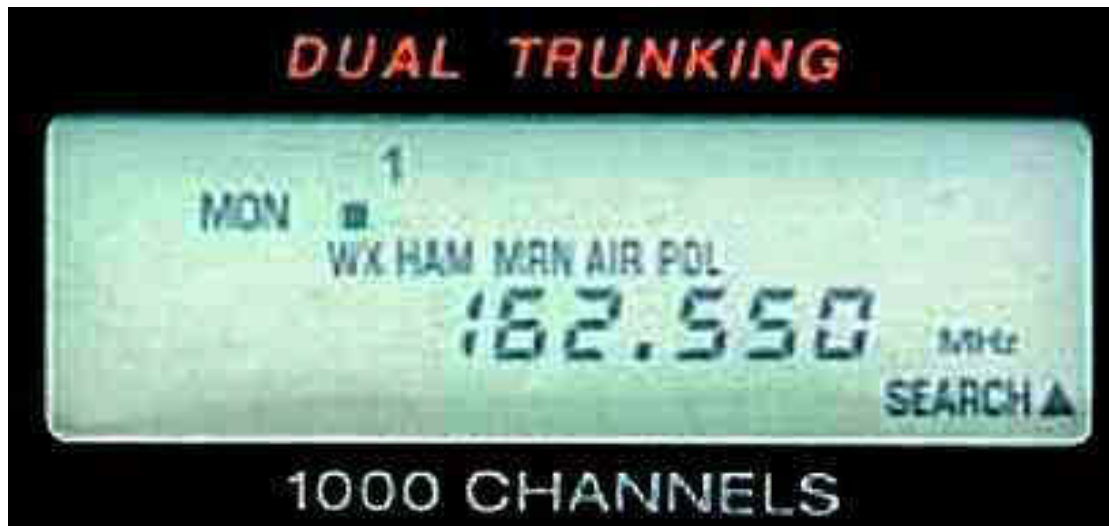 DUAL TRUNKING
1
MON
WX HAM MRN AIR POL
162.550 MHz
SEARCH ▲
1000 CHANNELS